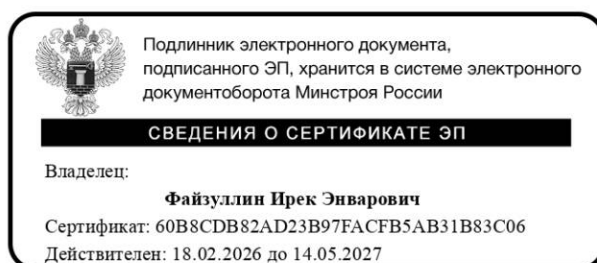 Подлинник электронного документа,
подписанного ЭП, хранится в системе электронного
документоборота Минстроя России
СВЕДЕНИЯ О СЕРТИФИКАТЕ ЭП
Владелец:
Файзуллин Ирек Энварович
Сертификат: 60B8CDB82AD23B97FACFB5AB31B83C06
Действителен: 18.02.2026 до 14.05.2027